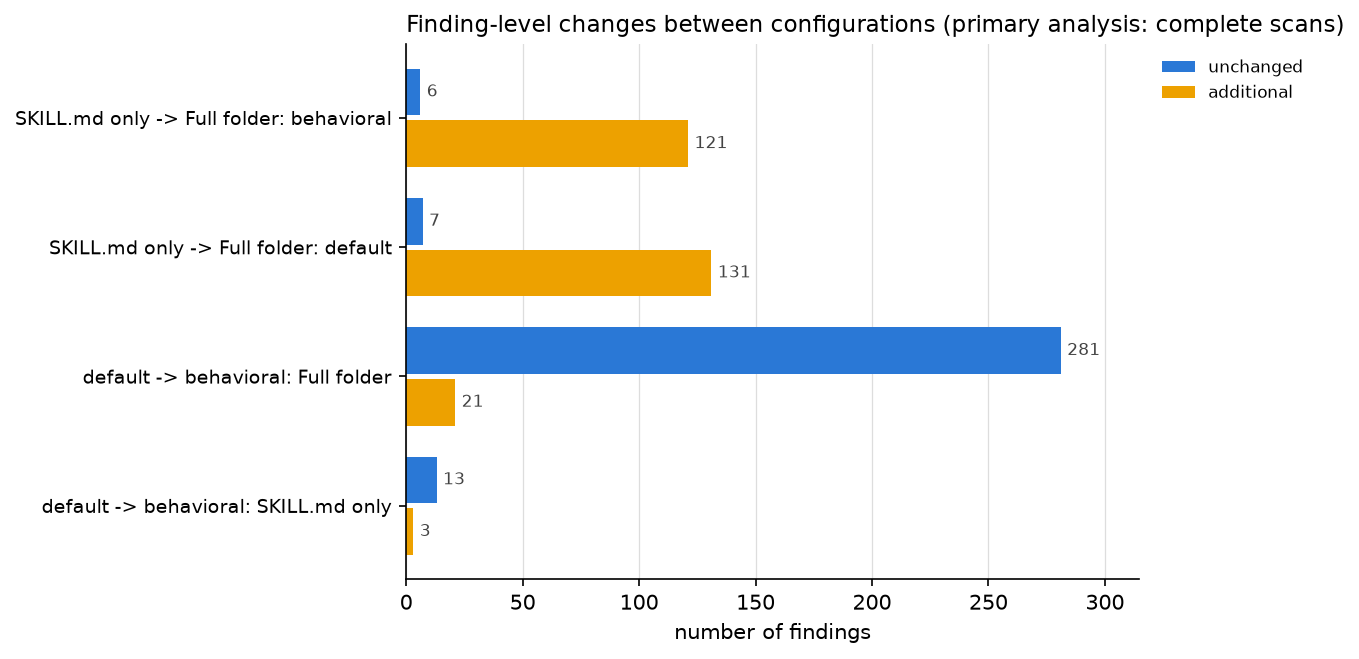 Finding-level changes between configurations (primary analysis: complete scans)
unchanged
additional
SKILL.md only -> Full folder: behavioral
6
121
SKILL.md only -> Full folder: default
7
131
default -> behavioral: Full folder
281
21
default -> behavioral: SKILL.md only
13
3
0 50 100 150 200 250 300
number of findings